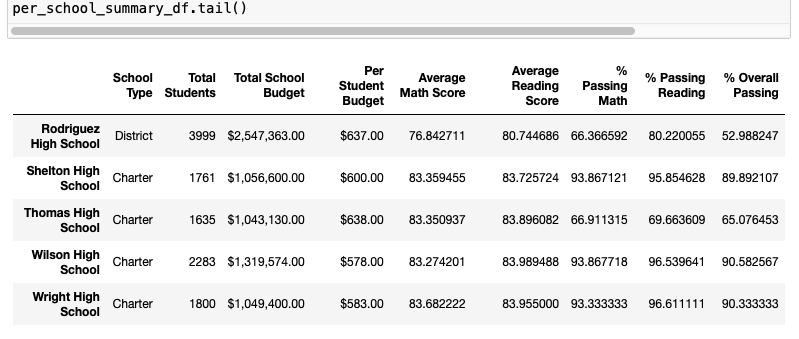 per_school_summary_df.tail()
School Type Total Students Total School Budget Per Student Budget Average Math Score Average Reading Score % Passing Math % Passing Reading % Overall Passing
Rodriguez High School District 3999 $2,547,363.00 $637.00 76.842711 80.744686 66.366592 80.220055 52.988247
Shelton High School Charter 1761 $1,056,600.00 $600.00 83.359455 83.725724 93.867121 95.854628 89.892107
Thomas High School Charter 1635 $1,043,130.00 $638.00 83.350937 83.896082 66.911315 69.663609 65.076453
Wilson High School Charter 2283 $1,319,574.00 $578.00 83.274201 83.989488 93.867718 96.539641 90.582567
Wright High School Charter 1800 $1,049,400.00 $583.00 83.682222 83.955000 93.333333 96.611111 90.333333